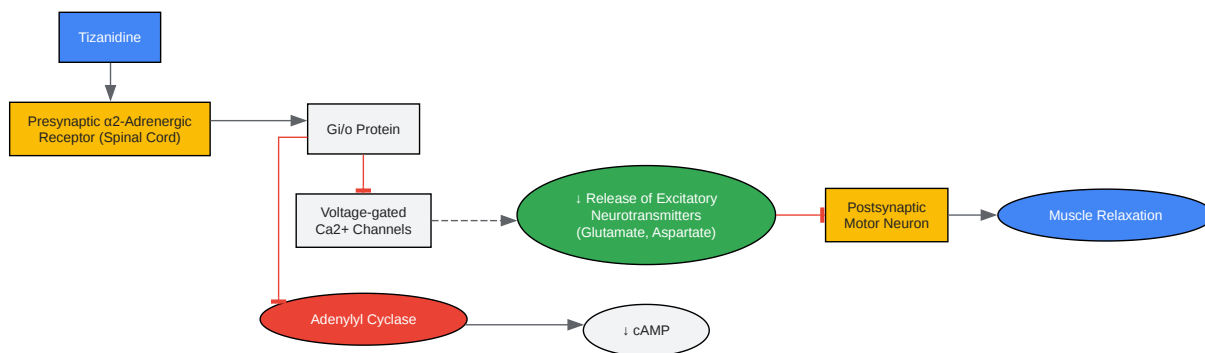 Tizanidine
Presynaptic α2-Adrenergic
Receptor (Spinal Cord)
Gi/o Protein
Voltage-gated
Ca2+ Channels
↓ Release of Excitatory
Neurotransmitters
(Glutamate, Aspartate)
Postsynaptic
Motor Neuron
Muscle Relaxation
Adenylyl Cyclase
↓ cAMP